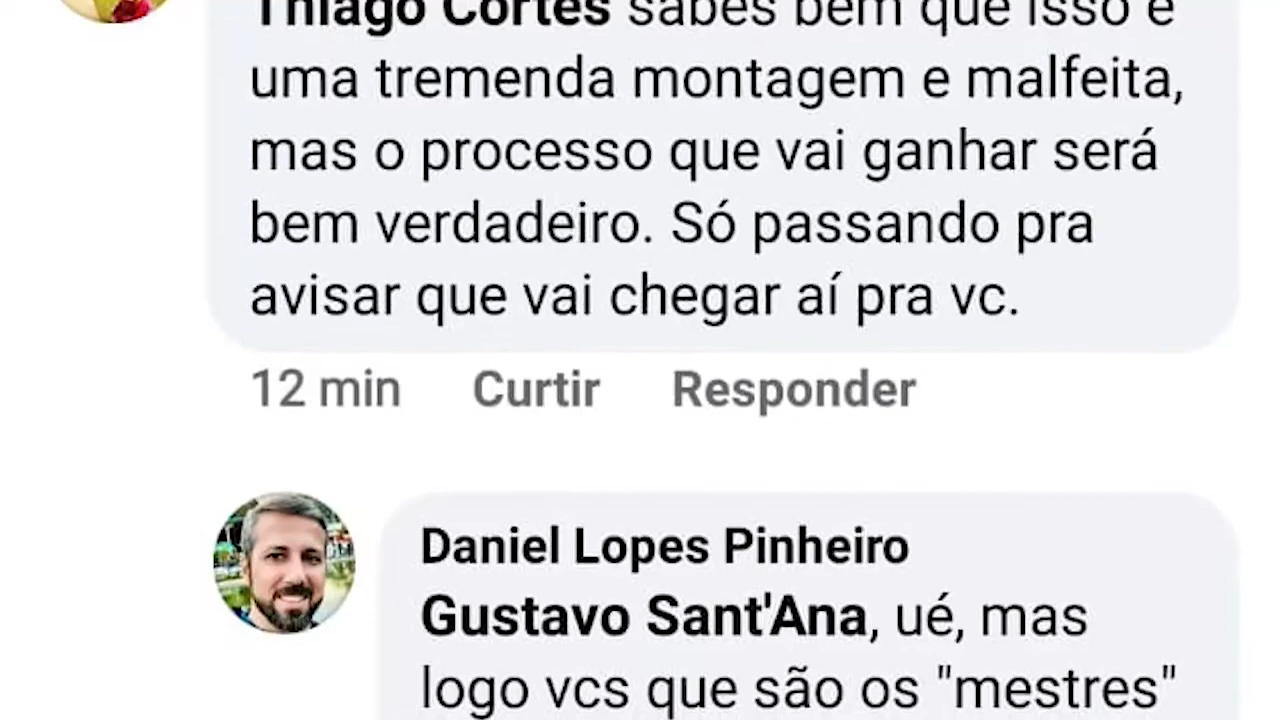 Thiago Cortês sabes bem que isso é
uma tremenda montagem e malfeita,
mas o processo que vai ganhar será
bem verdadeiro. Só passando pra
avisar que vai chegar aí pra vc.
12 min Curtir Responder
Daniel Lopes Pinheiro
Gustavo Sant'Ana, ué, mas
logo vcs que são os "mestres"